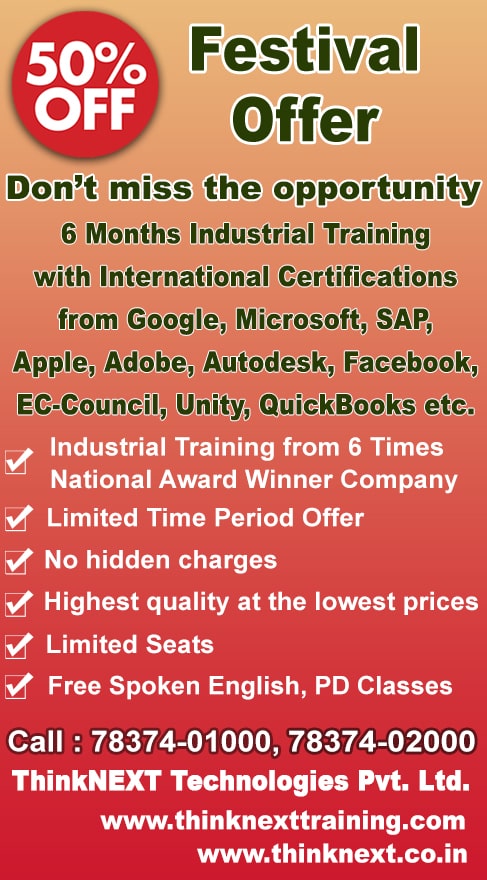 50%
OFF
Festival
Offer
Don't miss the opportunity
6 Months Industrial Training
with International Certifications
from Google, Microsoft, SAP,
Apple, Adobe, Autodesk, Facebook,
EC-Council, Unity, QuickBooks etc.
Industrial Training from 6 Times
National Award Winner Company
Limited Time Period Offer
No hidden charges
Highest quality at the lowest prices
Limited Seats
Free Spoken English, PD Classes
Call : 78374-01000, 78374-02000
ThinkNEXT Technologies Pvt. Ltd.
www.thinknexttraining.com
www.thinknext.co.in